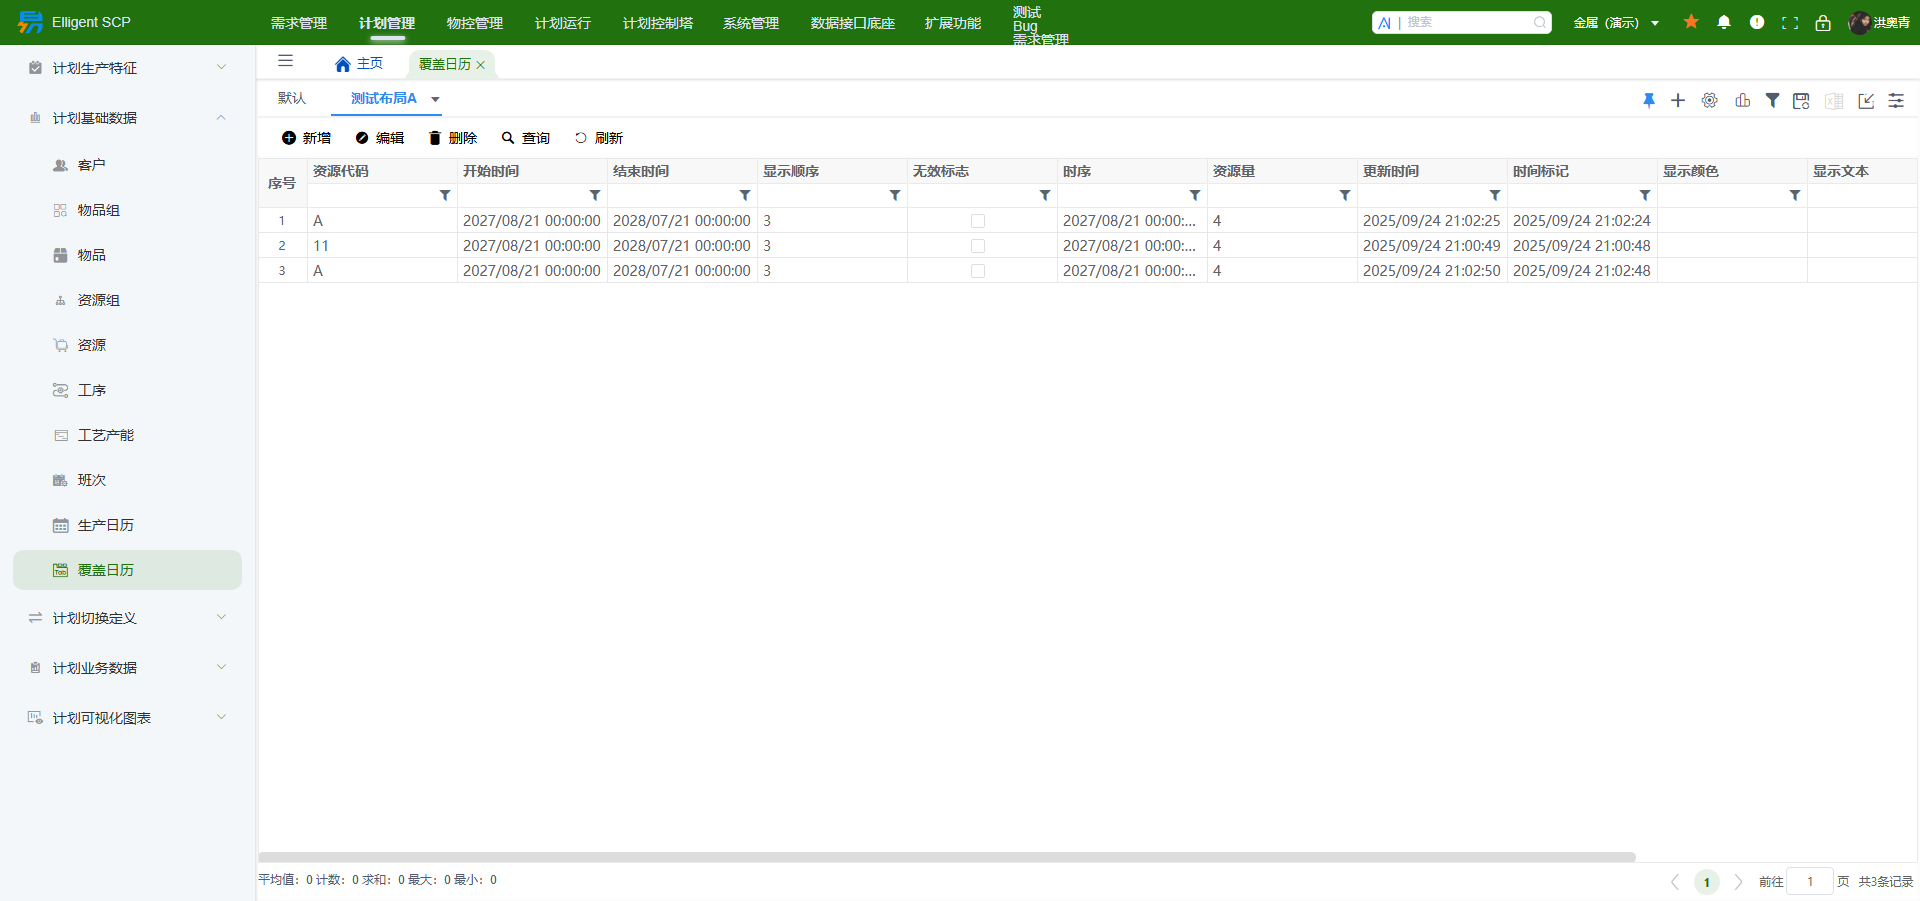 Elligent SCP
需求管理 计划管理 物控管理 计划运行 计划控制塔 系统管理 数据接口底座 扩展功能
测试
Bug
需求管理
搜索
金属（演示）
洪奥青
计划生产特征
计划基础数据
客户
物品组
物品
资源组
资源
工序
工艺产能
班次
生产日历
覆盖日历
计划切换定义
计划业务数据
计划可视化图表
主页 覆盖日历
默认 测试布局A
新增 编辑 删除 查询 刷新
序号 资源代码 开始时间 结束时间 显示顺序 无效标志 时序 资源量 更新时间 时间标记 显示颜色 显示文本
1 A 2027/08/21 00:00:00 2028/07/21 00:00:00 3 2027/08/21 00:00:... 4 2025/09/24 21:02:25 2025/09/24 21:02:24
2 11 2027/08/21 00:00:00 2028/07/21 00:00:00 3 2027/08/21 00:00:... 4 2025/09/24 21:00:49 2025/09/24 21:00:48
3 A 2027/08/21 00:00:00 2028/07/21 00:00:00 3 2027/08/21 00:00:... 4 2025/09/24 21:02:50 2025/09/24 21:02:48
平均值：0 计数：0 求和：0 最大：0 最小：0
1 前往 1 页 共3条记录